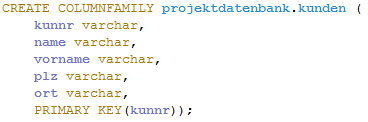 CREATE COLUMNFAMILY projektdatenbank.kunden (
    kunnr varchar,
    name varchar,
    vorname varchar,
    plz varchar,
    ort varchar,
    PRIMARY KEY(kunnr));